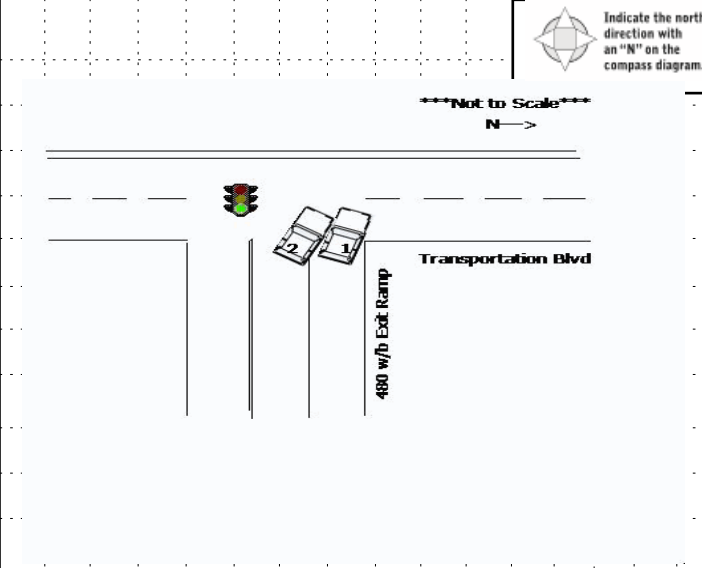 Indicate the north
direction with
an "N" on the
compass diagram.
***Not to Scale***
N-->
2
1
Transportation Blvd
480 w/b Exit Ramp